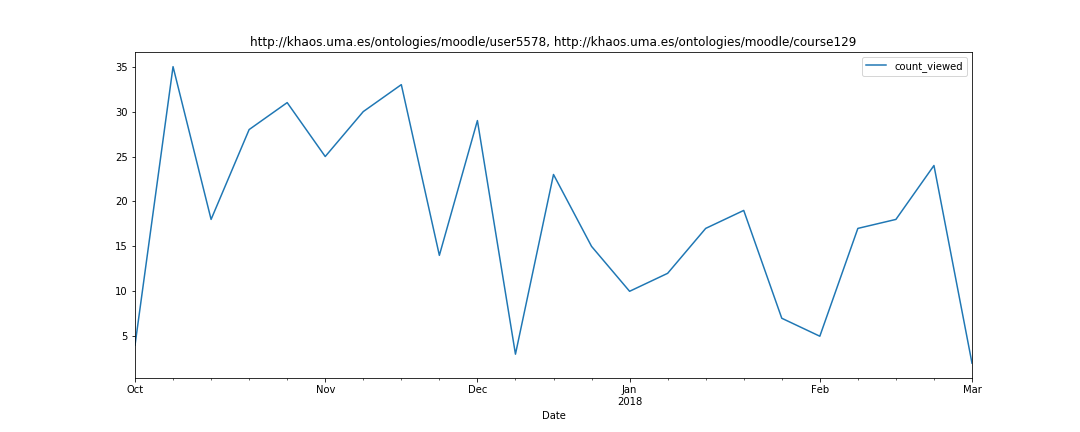 http://khaos.uma.es/ontologies/moodle/user5578, http://khaos.uma.es/ontologies/moodle/course129
count_viewed
35
30
25
20
15
10
5
Oct Nov Dec Jan Feb Mar
2018
Date